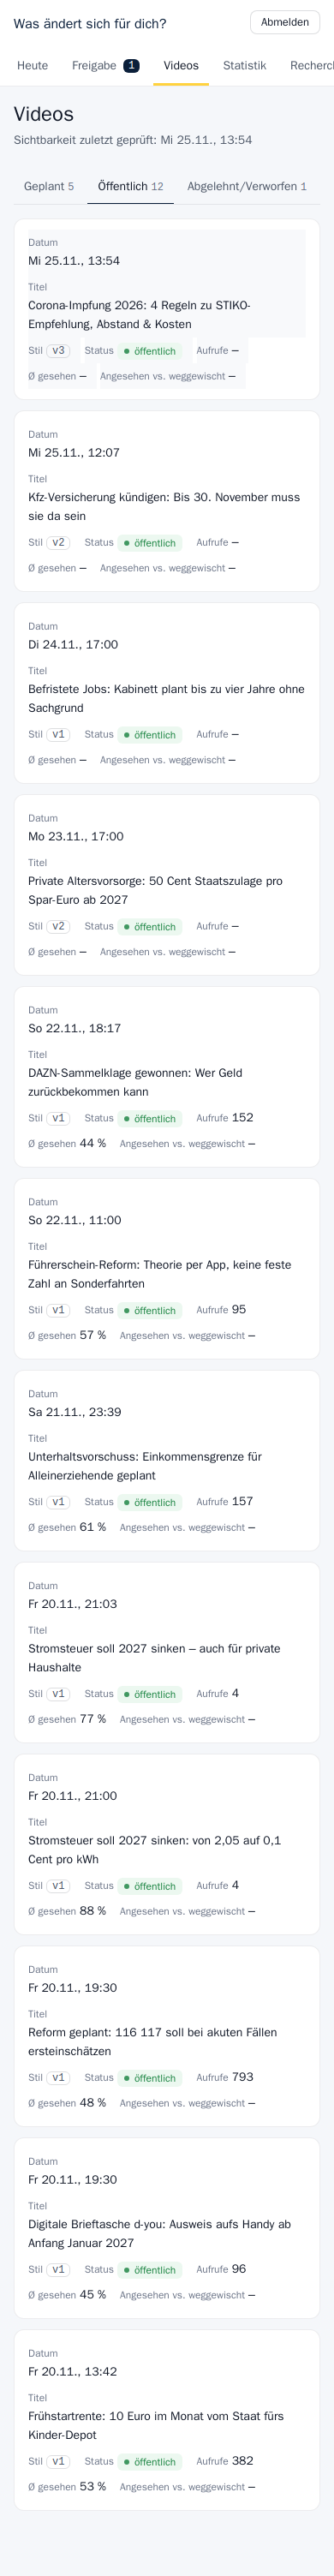 Was ändert sich für dich?
Abmelden
Heute Freigabe 1 Videos Statistik Recherch
Videos
Sichtbarkeit zuletzt geprüft: Mi 25.11., 13:54
Geplant 5 Öffentlich 12 Abgelehnt/Verworfen 1
Datum
Mi 25.11., 13:54
Titel
Corona-Impfung 2026: 4 Regeln zu STIKO-
Empfehlung, Abstand & Kosten
Stil v3 Status öffentlich Aufrufe –
Ø gesehen – Angesehen vs. weggewischt –
Datum
Mi 25.11., 12:07
Titel
Kfz-Versicherung kündigen: Bis 30. November muss
sie da sein
Stil v2 Status öffentlich Aufrufe –
Ø gesehen – Angesehen vs. weggewischt –
Datum
Di 24.11., 17:00
Titel
Befristete Jobs: Kabinett plant bis zu vier Jahre ohne
Sachgrund
Stil v1 Status öffentlich Aufrufe –
Ø gesehen – Angesehen vs. weggewischt –
Datum
Mo 23.11., 17:00
Titel
Private Altersvorsorge: 50 Cent Staatszulage pro
Spar-Euro ab 2027
Stil v2 Status öffentlich Aufrufe –
Ø gesehen – Angesehen vs. weggewischt –
Datum
So 22.11., 18:17
Titel
DAZN-Sammelklage gewonnen: Wer Geld
zurückbekommen kann
Stil v1 Status öffentlich Aufrufe 152
Ø gesehen 44 % Angesehen vs. weggewischt –
Datum
So 22.11., 11:00
Titel
Führerschein-Reform: Theorie per App, keine feste
Zahl an Sonderfahrten
Stil v1 Status öffentlich Aufrufe 95
Ø gesehen 57 % Angesehen vs. weggewischt –
Datum
Sa 21.11., 23:39
Titel
Unterhaltsvorschuss: Einkommensgrenze für
Alleinerziehende geplant
Stil v1 Status öffentlich Aufrufe 157
Ø gesehen 61 % Angesehen vs. weggewischt –
Datum
Fr 20.11., 21:03
Titel
Stromsteuer soll 2027 sinken – auch für private
Haushalte
Stil v1 Status öffentlich Aufrufe 4
Ø gesehen 77 % Angesehen vs. weggewischt –
Datum
Fr 20.11., 21:00
Titel
Stromsteuer soll 2027 sinken: von 2,05 auf 0,1
Cent pro kWh
Stil v1 Status öffentlich Aufrufe 4
Ø gesehen 88 % Angesehen vs. weggewischt –
Datum
Fr 20.11., 19:30
Titel
Reform geplant: 116 117 soll bei akuten Fällen
ersteinschätzen
Stil v1 Status öffentlich Aufrufe 793
Ø gesehen 48 % Angesehen vs. weggewischt –
Datum
Fr 20.11., 19:30
Titel
Digitale Brieftasche d-you: Ausweis aufs Handy ab
Anfang Januar 2027
Stil v1 Status öffentlich Aufrufe 96
Ø gesehen 45 % Angesehen vs. weggewischt –
Datum
Fr 20.11., 13:42
Titel
Frühstartrente: 10 Euro im Monat vom Staat fürs
Kinder-Depot
Stil v1 Status öffentlich Aufrufe 382
Ø gesehen 53 % Angesehen vs. weggewischt –